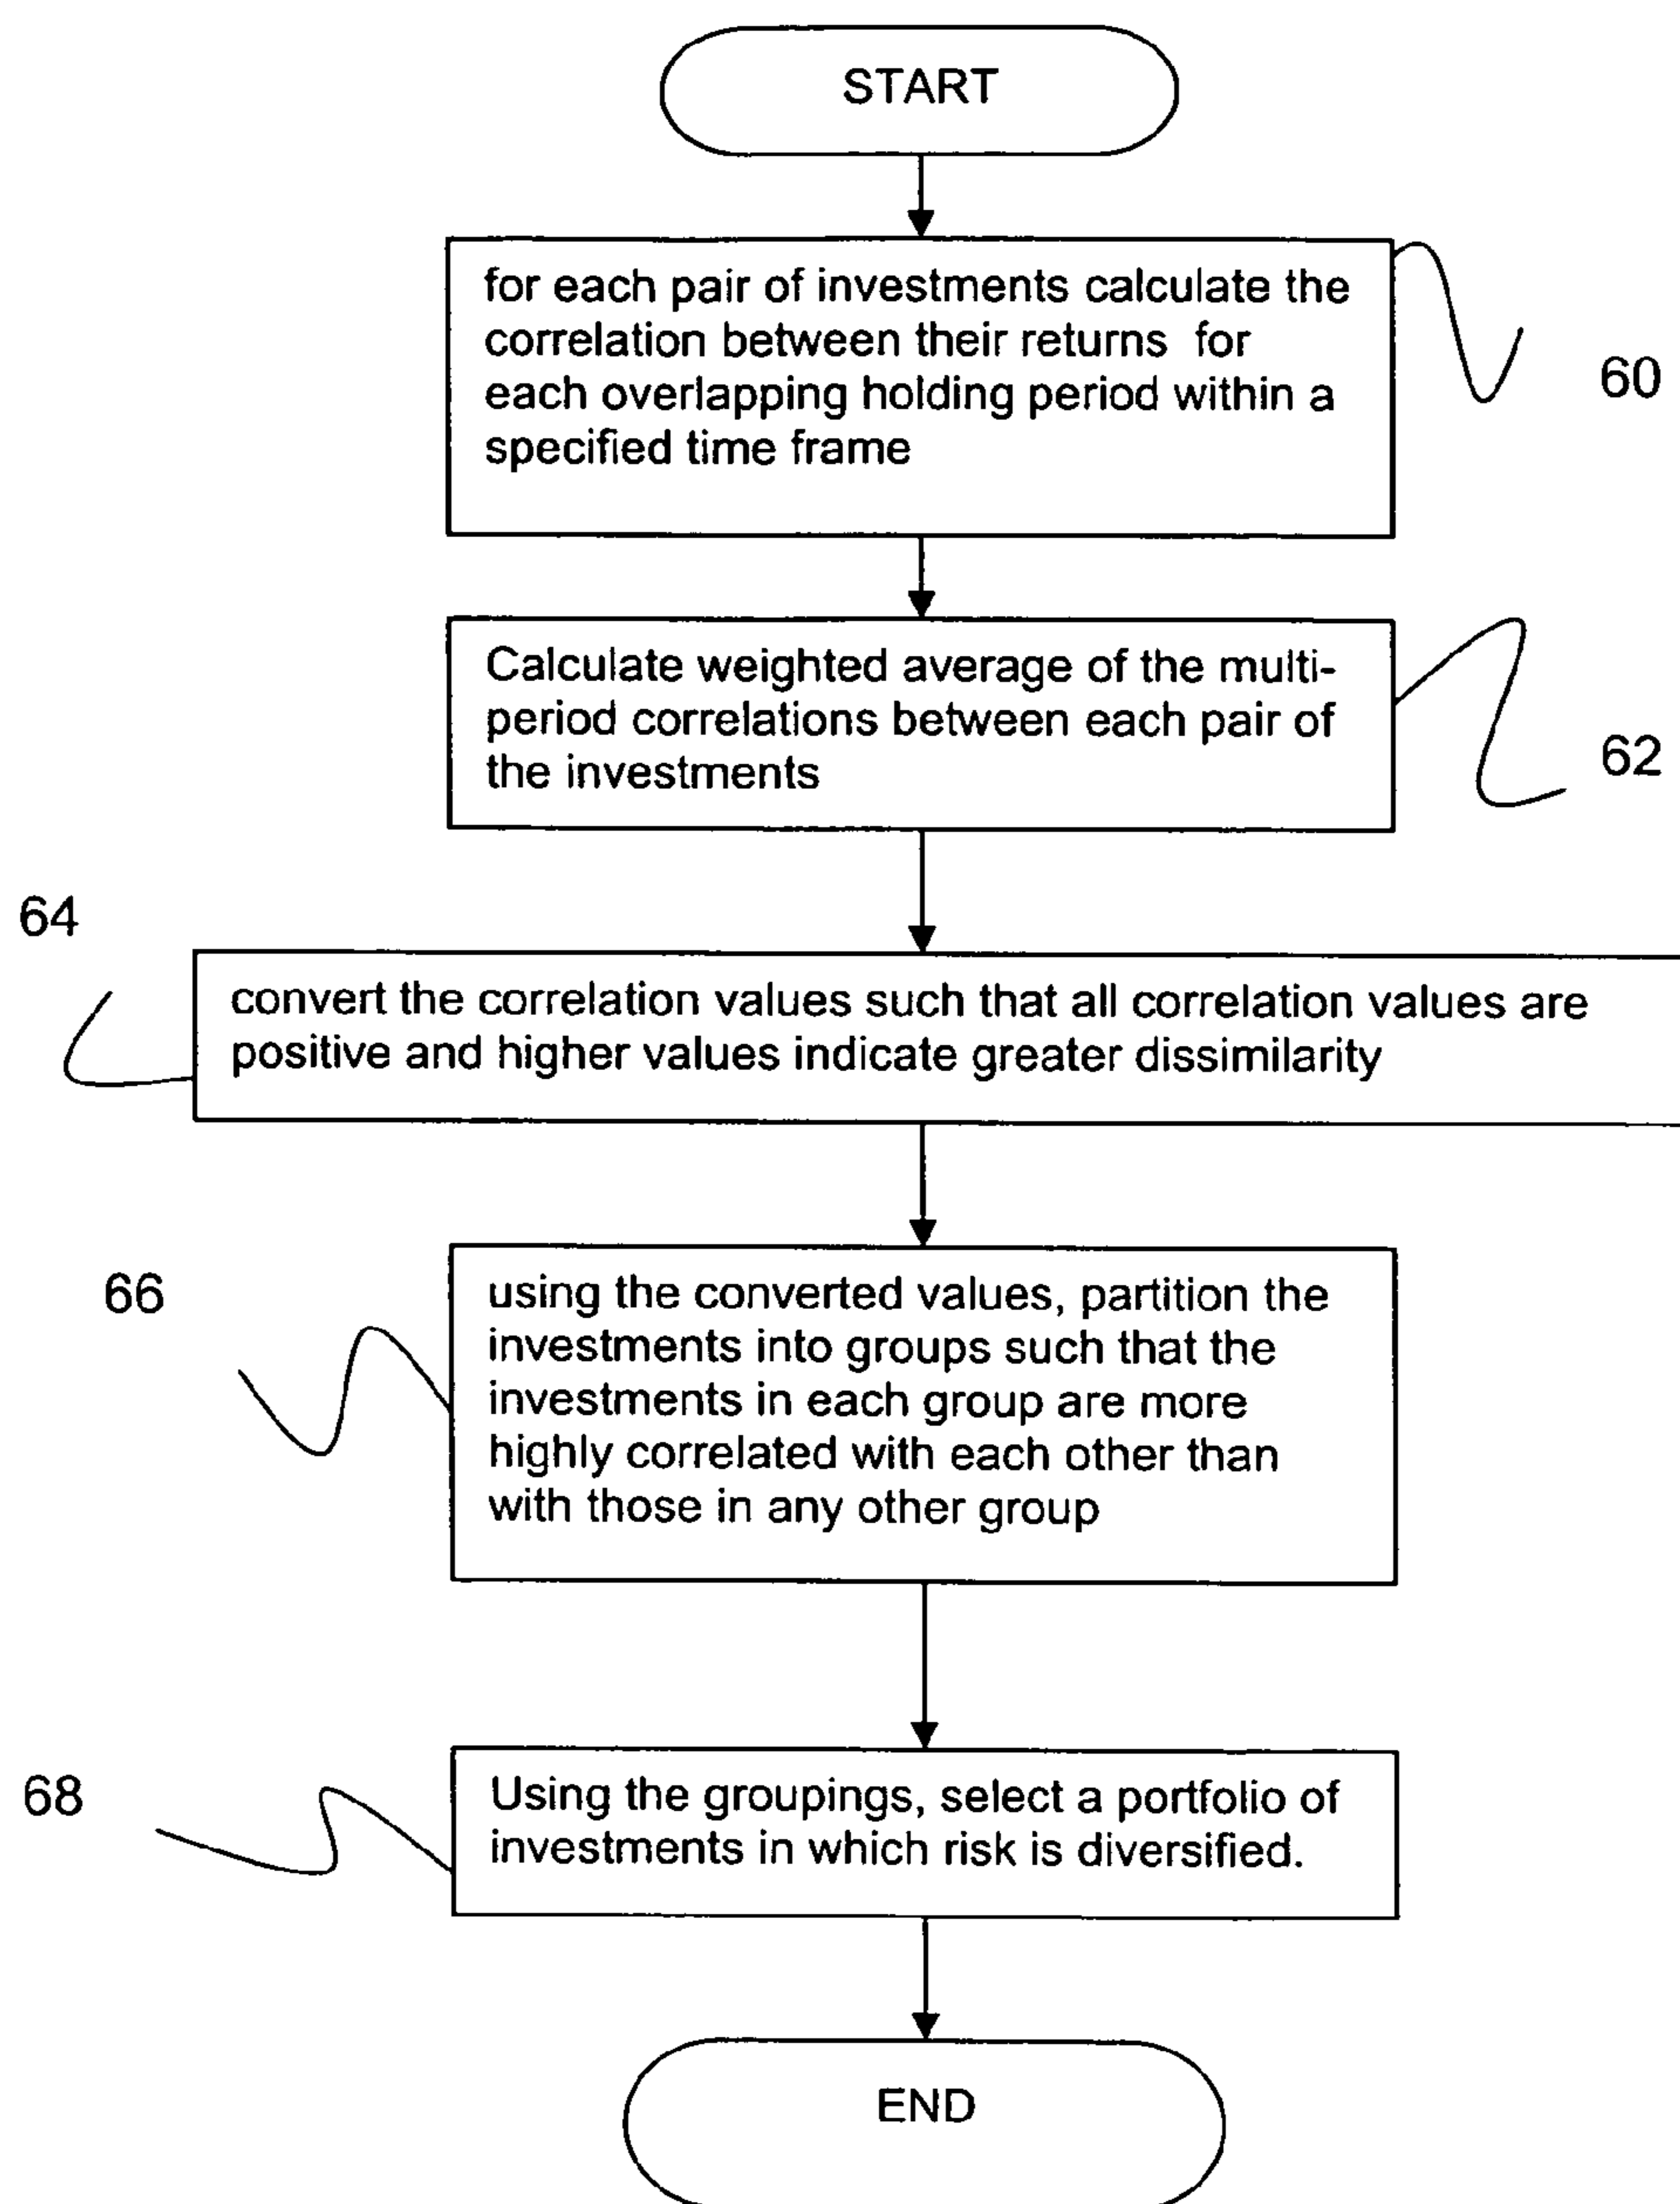 START
for each pair of investments calculate the
correlation between their returns for
each overlapping holding period within a
specified time frame
60
Calculate weighted average of the multi-
period correlations between each pair of
the investments
62
64
convert the correlation values such that all correlation values are
positive and higher values indicate greater dissimilarity
66
using the converted values, partition the
investments into groups such that the
investments in each group are more
highly correlated with each other than
with those in any other group
68
Using the groupings, select a portfolio of
investments in which risk is diversified.
END